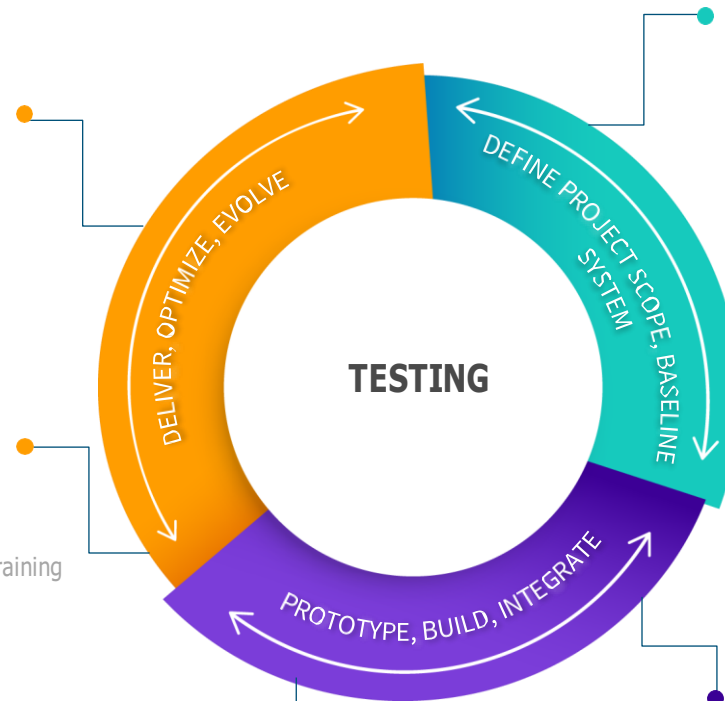 DEFINE PROJECT SCOPE, BASELINE
SYSTEM
DELIVER, OPTIMIZE, EVOLVE
TESTING
raining
PROTOTYPE, BUILD, INTEGRATE